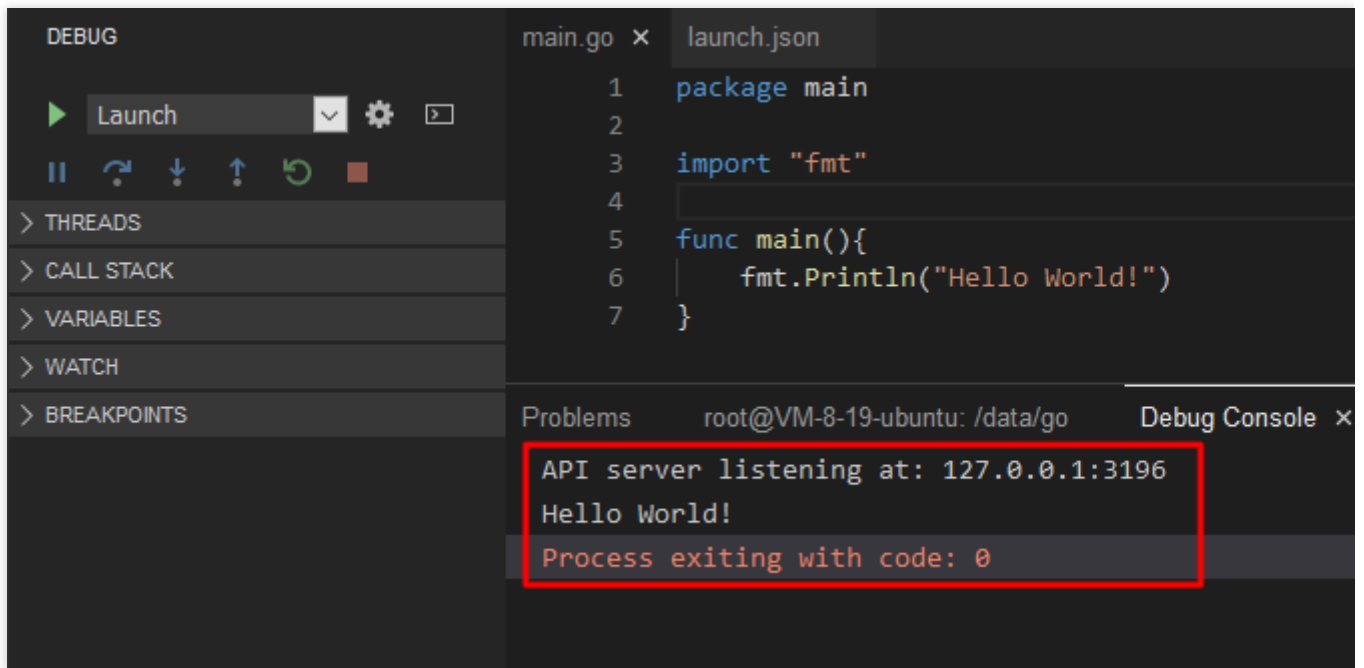 DEBUG
Launch
THREADS
CALL STACK
VARIABLES
WATCH
BREAKPOINTS
main.go × launch.json
1 package main
2
3 import "fmt"
4
5 func main(){
6     fmt.Println("Hello World!")
7 }
Problems root@VM-8-19-ubuntu: /data/go Debug Console ×
API server listening at: 127.0.0.1:3196
Hello World!
Process exiting with code: 0